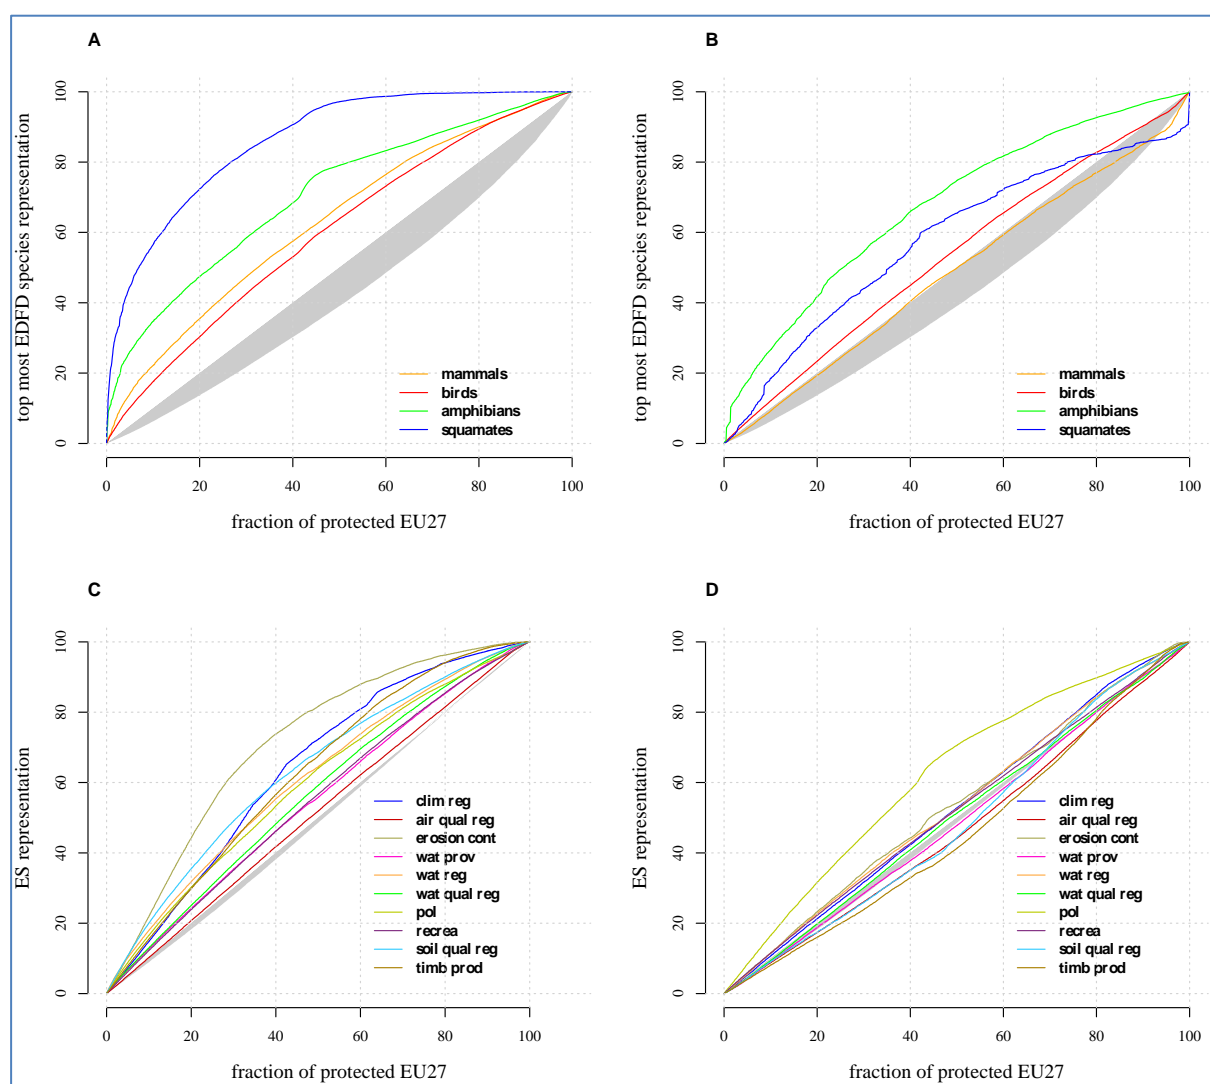 A
top most EDFD species representation
100
80
60
40
20
0
mammals
birds
amphibians
squamates
0 20 40 60 80 100
fraction of protected EU27
B
top most EDFD species representation
100
80
60
40
20
0
mammals
birds
amphibians
squamates
0 20 40 60 80 100
fraction of protected EU27
C
ES representation
100
80
60
40
20
0
clim reg
air qual reg
erosion cont
wat prov
wat reg
wat qual reg
pol
recrea
soil qual reg
timb prod
0 20 40 60 80 100
fraction of protected EU27
D
ES representation
100
80
60
40
20
0
clim reg
air qual reg
erosion cont
wat prov
wat reg
wat qual reg
pol
recrea
soil qual reg
timb prod
0 20 40 60 80 100
fraction of protected EU27